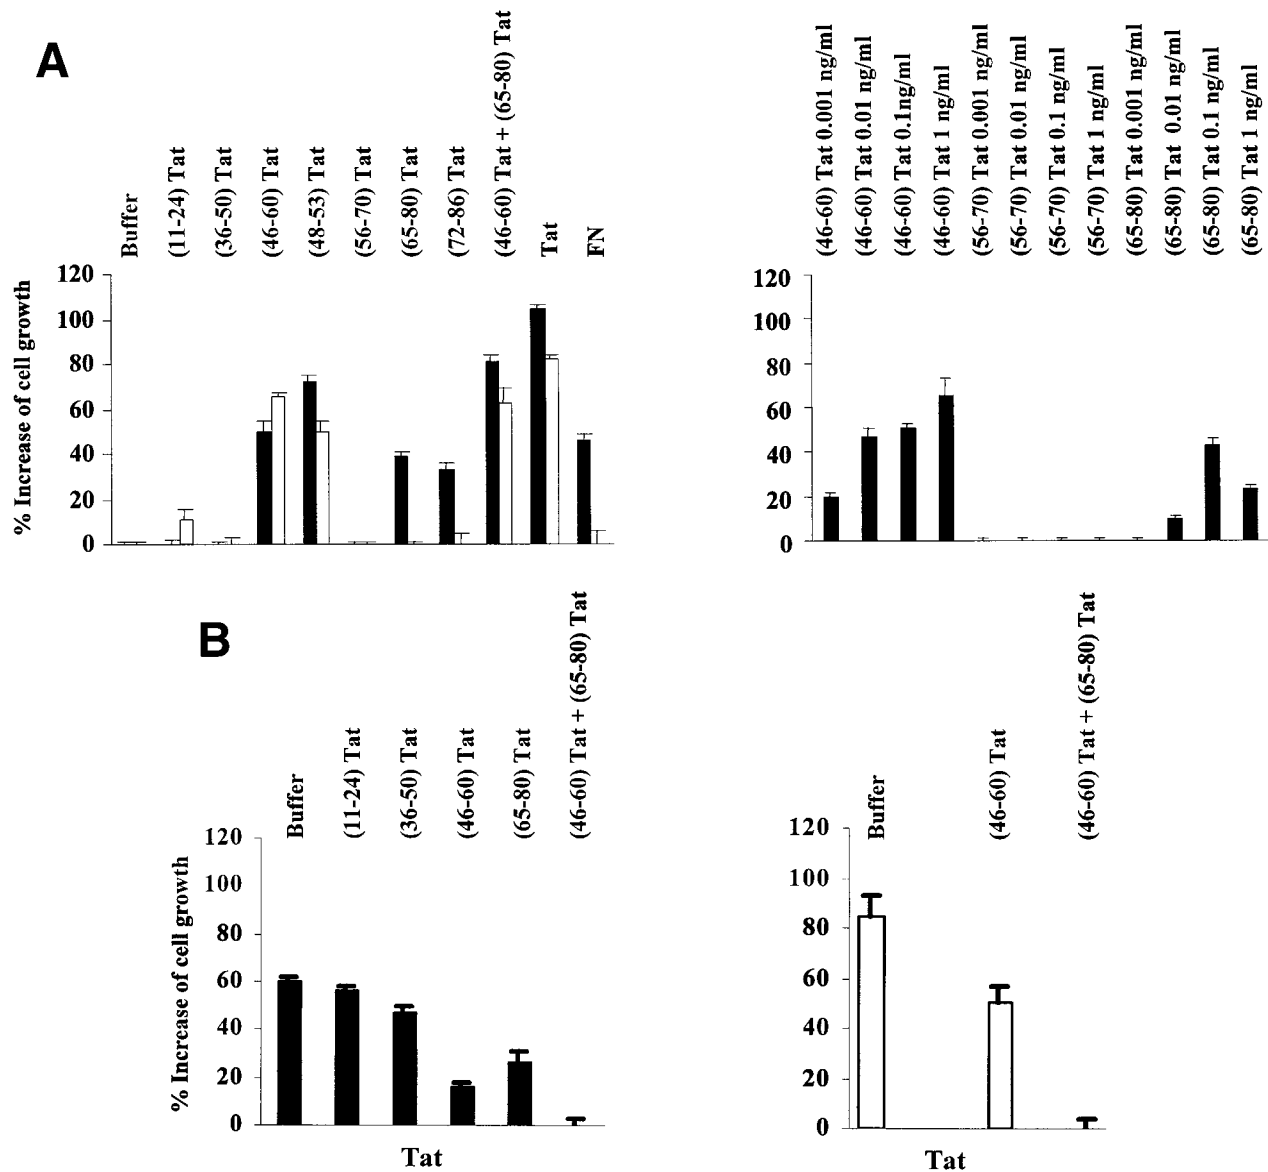 A
Buffer
(11-24) Tat
(36-50) Tat
(46-60) Tat
(48-53) Tat
(56-70) Tat
(65-80) Tat
(72-86) Tat
(46-60) Tat + (65-80) Tat
Tat
FN
% Increase of cell growth
120
100
80
60
40
20
0
(46-60) Tat 0.001 ng/ml
(46-60) Tat 0.01 ng/ml
(46-60) Tat 0.1ng/ml
(46-60) Tat 1 ng/ml
(56-70) Tat 0.001 ng/ml
(56-70) Tat 0.01 ng/ml
(56-70) Tat 0.1 ng/ml
(56-70) Tat 1 ng/ml
(65-80) Tat 0.001 ng/ml
(65-80) Tat 0.01 ng/ml
(65-80) Tat 0.1 ng/ml
(65-80) Tat 1 ng/ml
120
100
80
60
40
20
0
B
Buffer
(11-24) Tat
(36-50) Tat
(46-60) Tat
(65-80) Tat
(46-60) Tat + (65-80) Tat
% Increase of cell growth
120
100
80
60
40
20
0
Tat
Buffer
(46-60) Tat
(46-60) Tat + (65-80) Tat
120
100
80
60
40
20
0
Tat